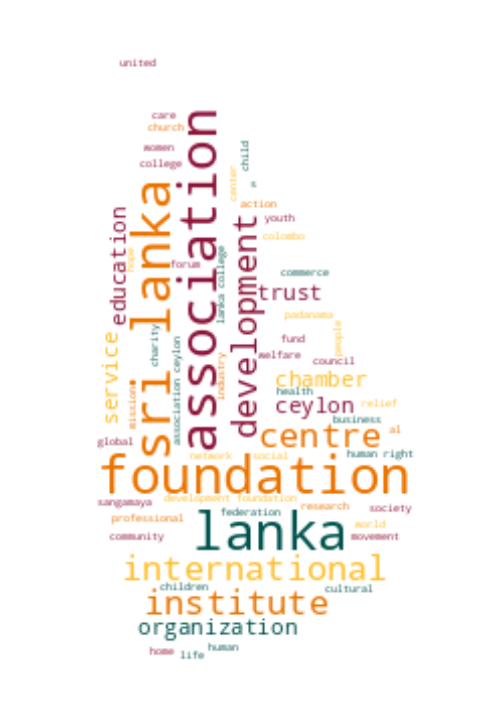 united
care
church
association
women
college
child
sri lanka
center
s
action
education
youth
development
colombo
hope
forum
lanka college
commerce
trust
padanama
charity
service
association ceylon
people
fund
industry
welfare
council
mission
chamber
health
ceylon
relief
business
centre
al
global
network
social
human right
foundation
sangamaya
development foundation
research
society
federation
professional
lanka
world
community
movement
international
children
cultural
institute
organization
human
home
life